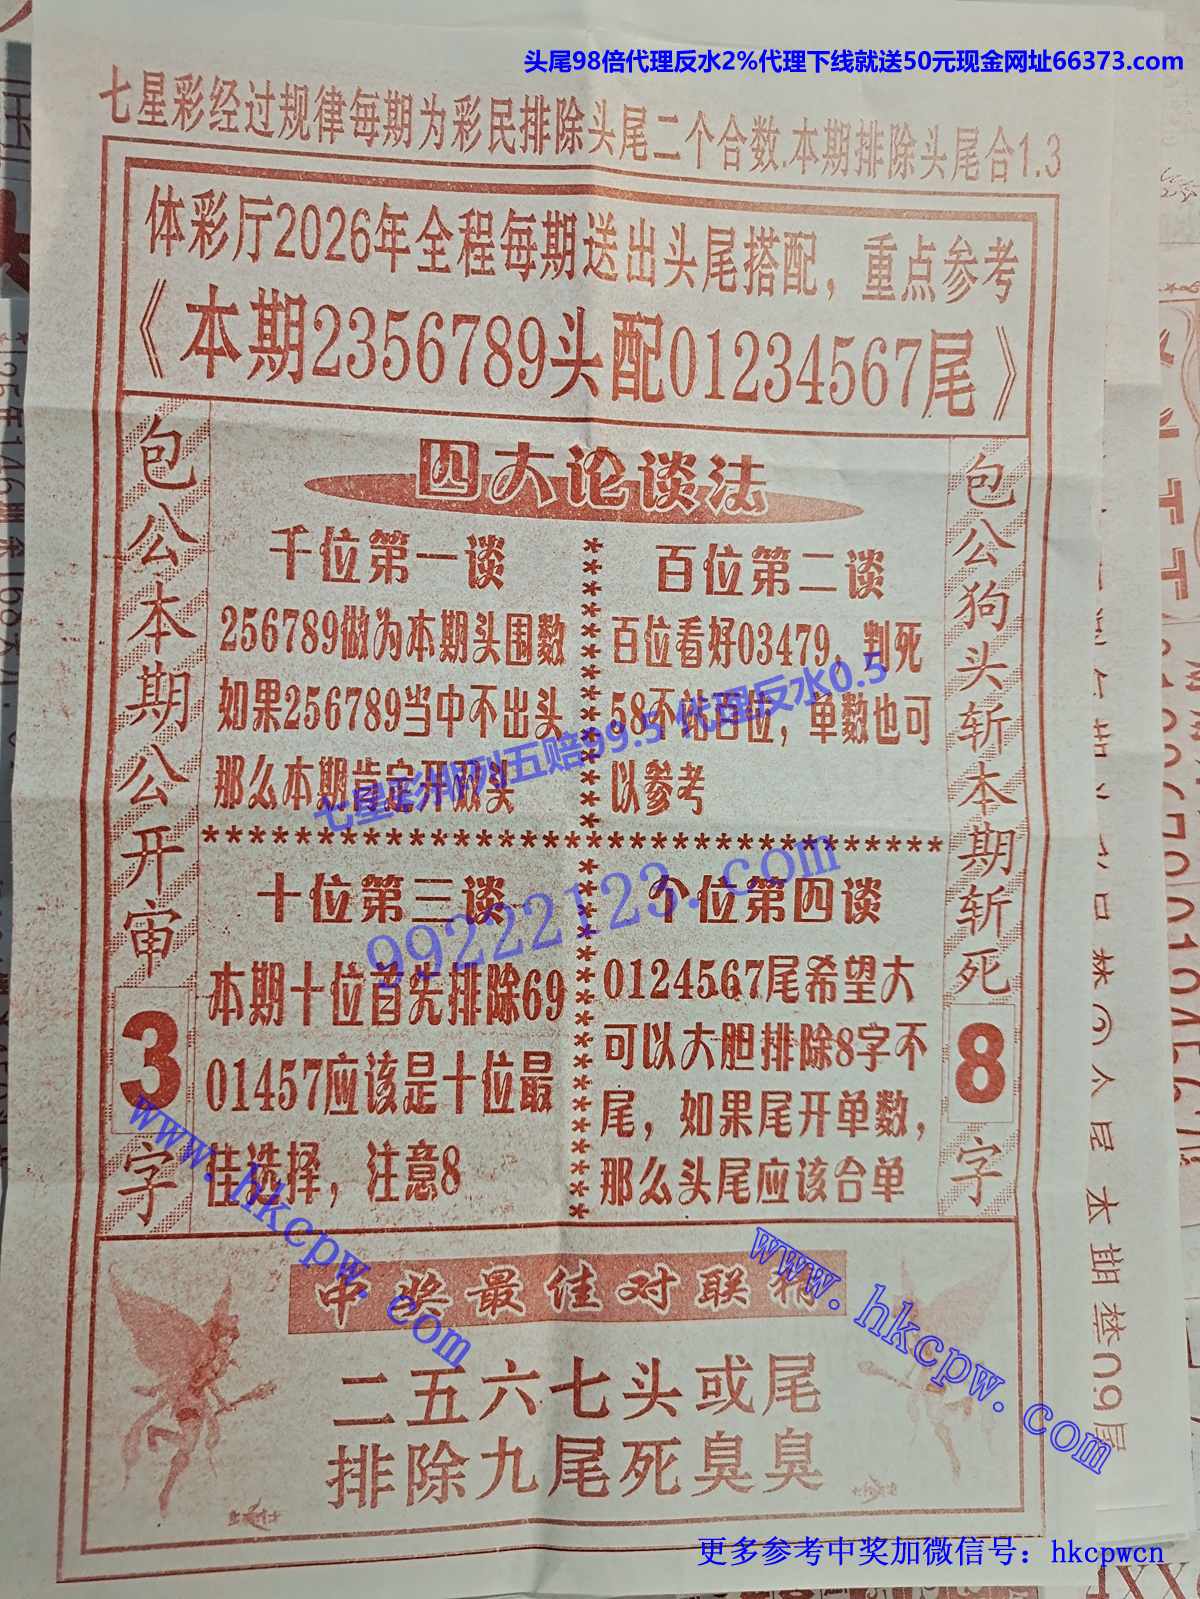 头尾98倍代理反水2%代理下线就送50元现金网址66373.com
七星彩经过规律每期为彩民排除头尾二个合数.本期排除头尾合1.3
体彩厅2026年全程每期送出头尾搭配，重点参考
《本期2356789头配01234567尾》
包公本期公开审3字
四大论谈法
千位第一谈
256789做为本期头围数
如果256789当中不出头
那么本期肯定开双头
百位第二谈
百位看好03479，判死
58不站百位，单数也可
以参考
七星彩排列五赔99.5 代理反水0.5
99222123.com
十位第三谈
本期十位首先排除69
01457应该是十位最
佳选择，注意8
个位第四谈
0124567尾希望大
可以大胆排除8字不
尾，如果尾开单数，
那么头尾应该合单
包公狗头斩本期斩死8字
www.hkcpw.com
www.hkcpw.com
中奖最佳对联精
二五六七头或尾
排除九尾死臭臭
更多参考中奖加微信号：hkcpwcn